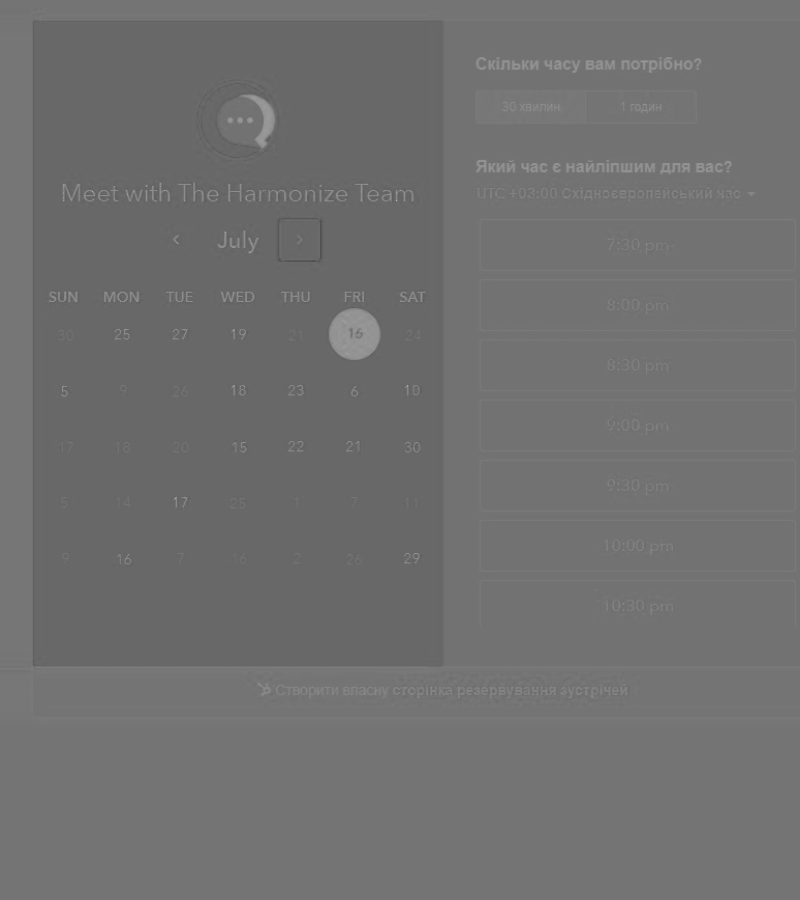 Meet with The Harmonize Team
July
SUN MON TUE WED THU FRI SAT
30 25 27 19 21 16 24
5 9 26 18 23 6 10
17 18 20 15 22 21 30
5 14 17 25 1 7 11
9 16 7 16 2 26 29
Скільки часу вам потрібно?
30 хвилин 1 годин
Який час є найліпшим для вас?
UTC +03:00 Східноєвропейський час
7:30 pm
8:00 pm
8:30 pm
9:00 pm
9:30 pm
10:00 pm
10:30 pm
Створити власну сторінка резервування зустрічей